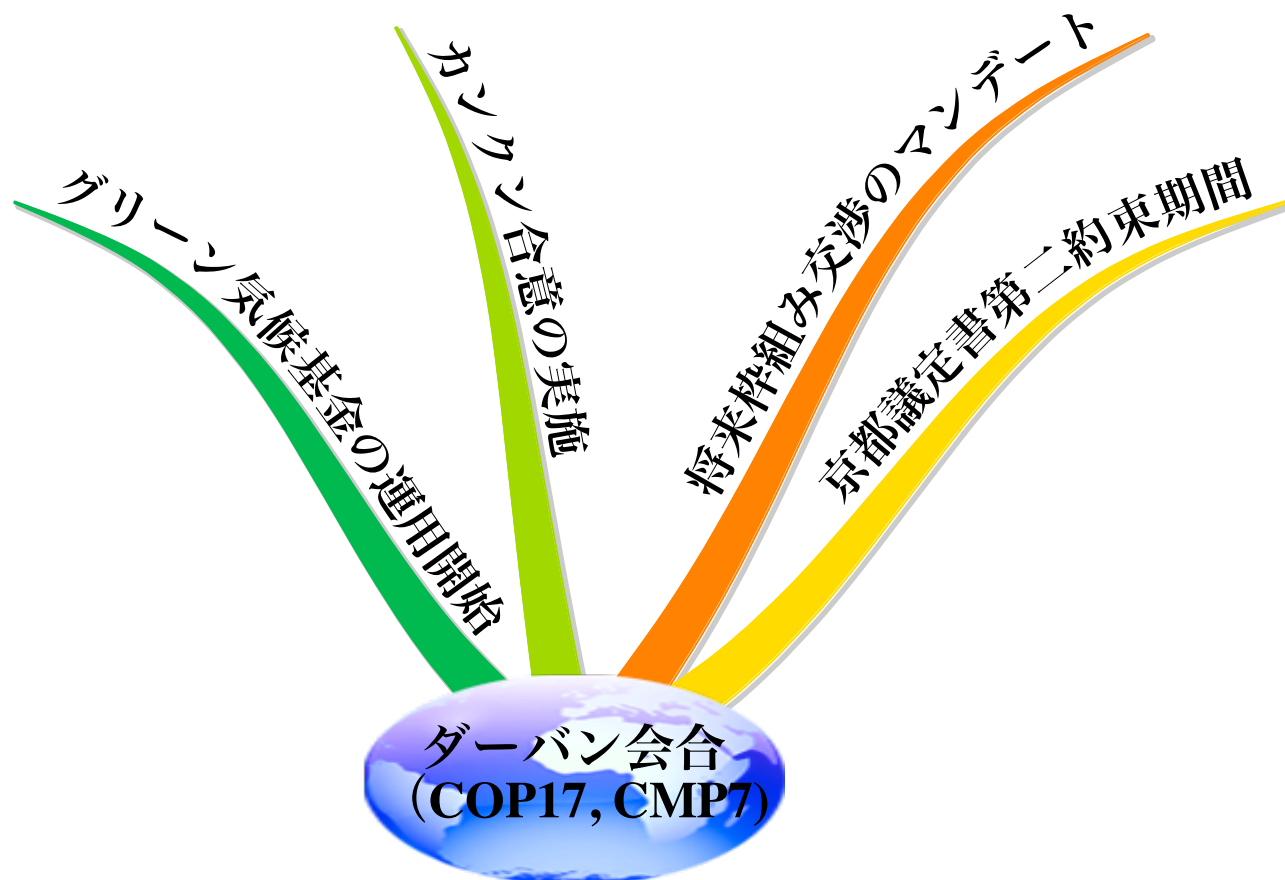 グリーン気候基金の運用開始
カンクン合意の実施
将来枠組み交渉のマンデート
京都議定書第二約束期間
ダーバン会合
（COP17, CMP7)